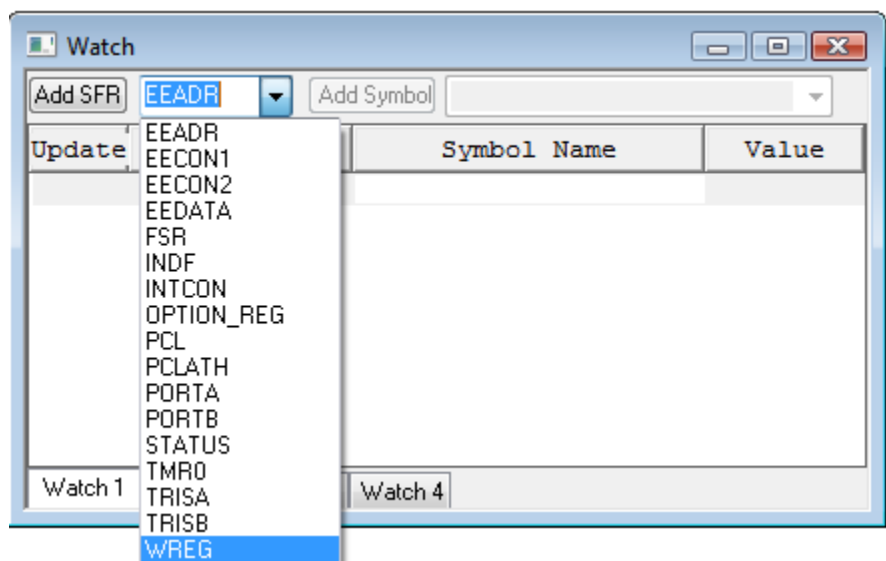 Watch
Add SFR EEADR Add Symbol
Update Symbol Name Value
EEADR
EECON1
EECON2
EEDATA
FSR
INDF
INTCON
OPTION_REG
PCL
PCLATH
PORTA
PORTB
STATUS
TMR0
TRISA
TRISB
WREG
Watch 1 Watch 4